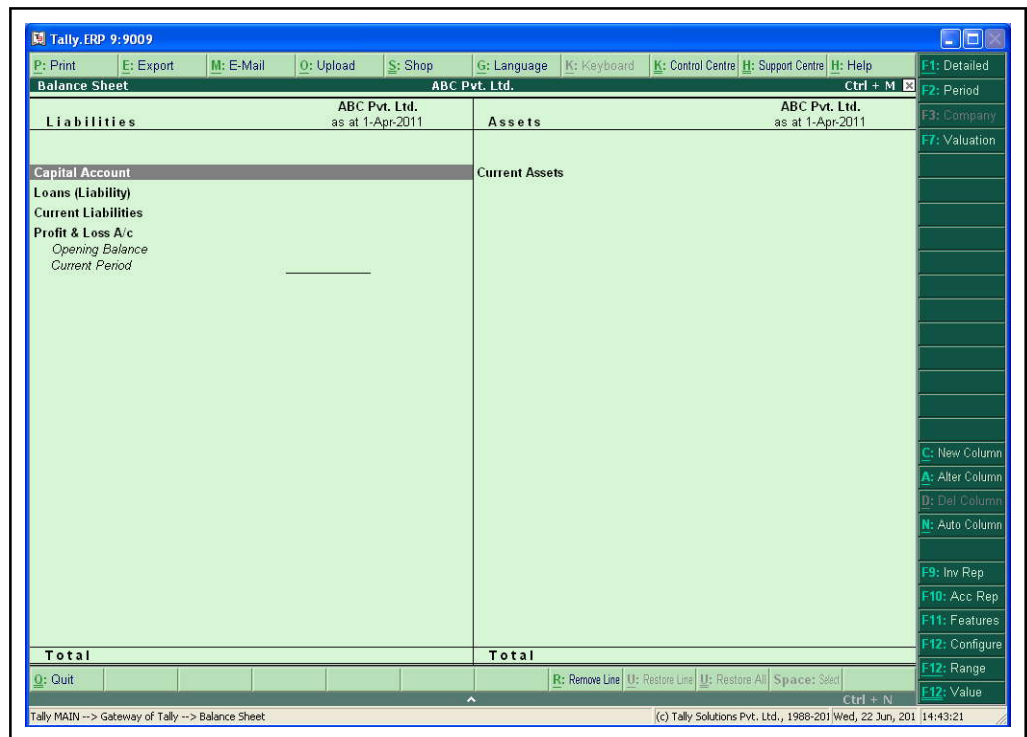 Tally.ERP 9:9009
P: Print E: Export M: E-Mail O: Upload S: Shop G: Language K: Keyboard K: Control Centre H: Support Centre H: Help
Balance Sheet ABC Pvt. Ltd. Ctrl + M
Liabilities ABC Pvt. Ltd. Assets ABC Pvt. Ltd.
as at 1-Apr-2011 as at 1-Apr-2011
Capital Account Current Assets
Loans (Liability)
Current Liabilities
Profit & Loss A/c
Opening Balance
Current Period
Total Total
F1: Detailed
F2: Period
F3: Company
F7: Valuation
C: New Column
A: Alter Column
D: Del Column
N: Auto Column
F9: Inv Rep
F10: Acc Rep
F11: Features
F12: Configure
F12: Range
F12: Value
Q: Quit R: Remove Line U: Restore Line U: Restore All Space: Select
Ctrl + N
Tally MAIN --> Gateway of Tally --> Balance Sheet (c) Tally Solutions Pvt. Ltd., 1988-201 Wed, 22 Jun, 201 14:43:21